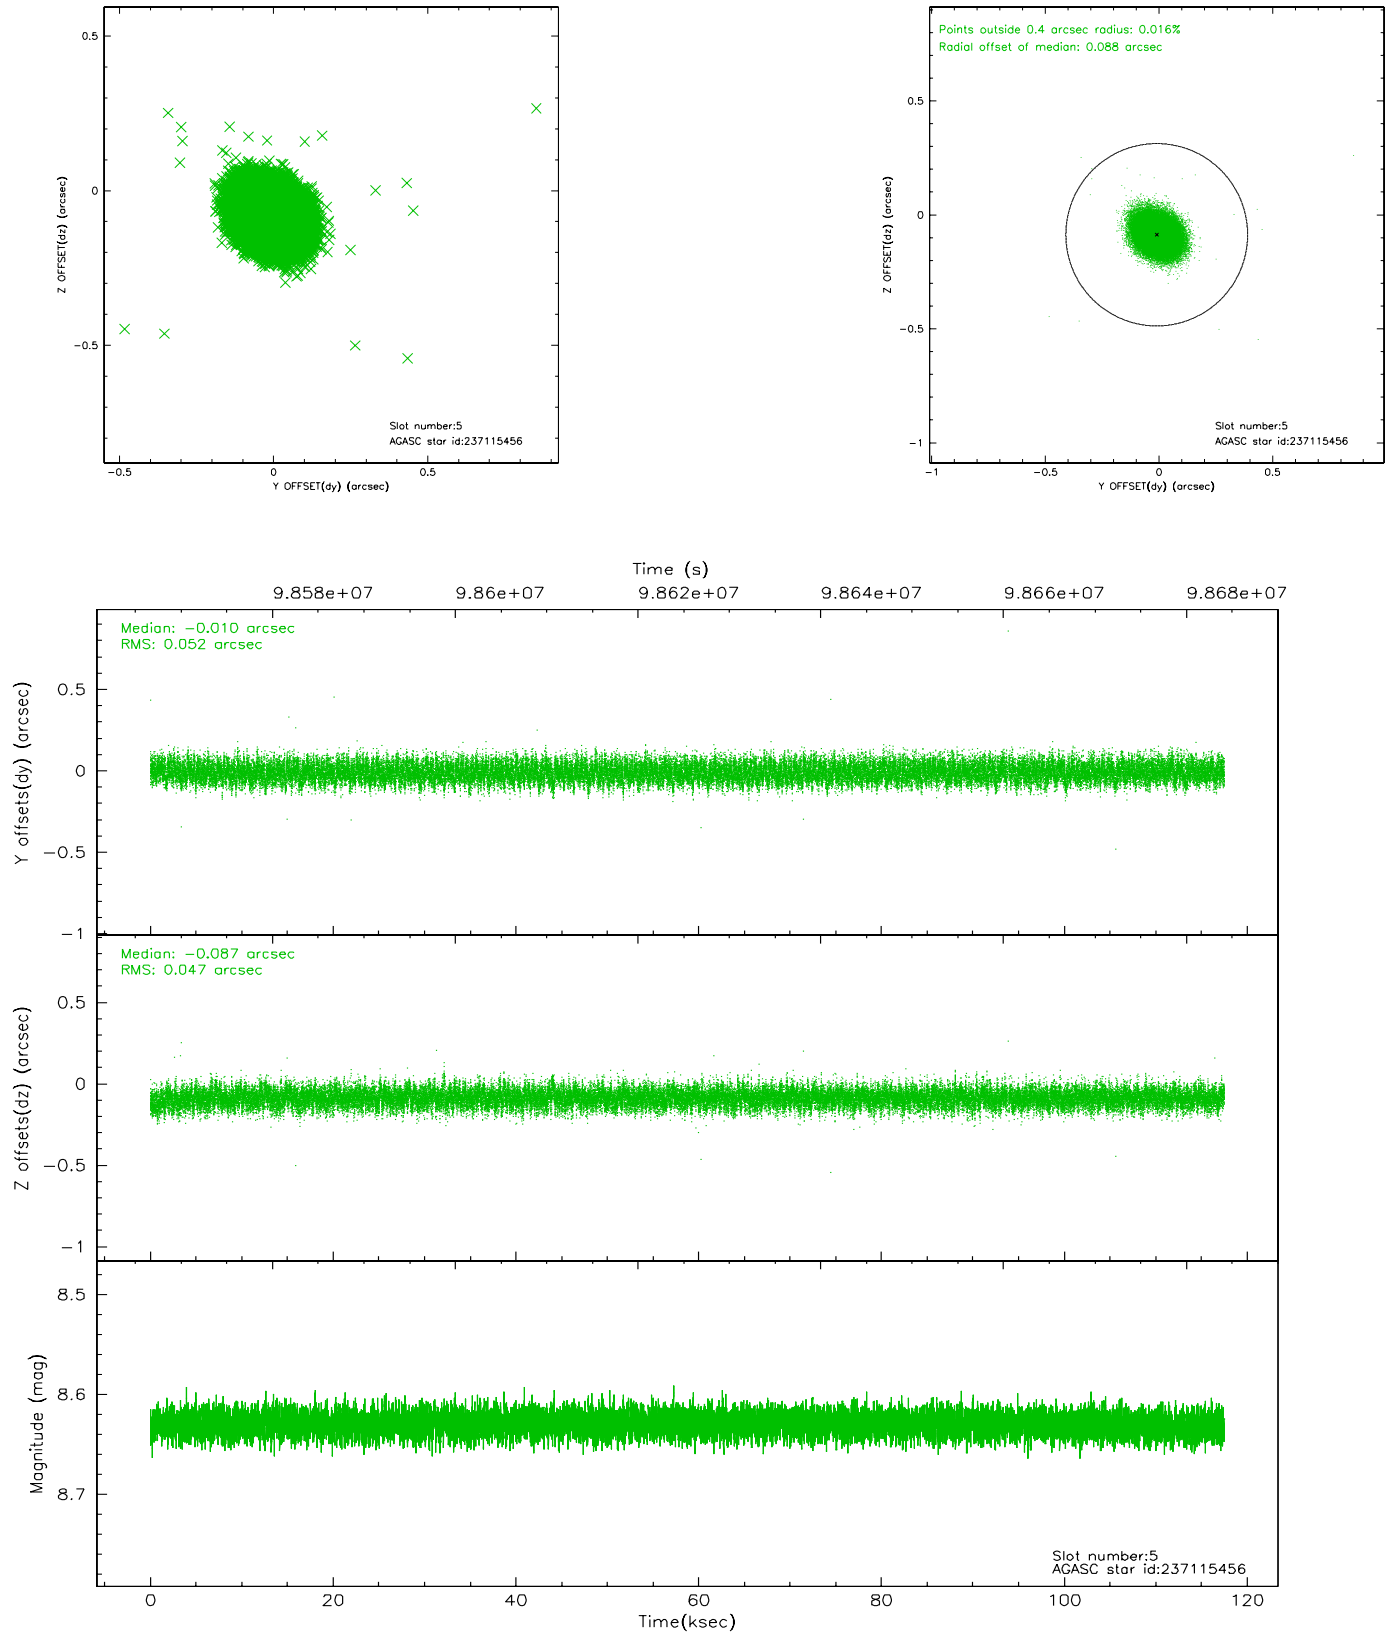 0.5
0
-0.5
Z OFFSET(dz) (arcsec)
Slot number:5
AGASC star id:237115456
-0.5 0 0.5
Y OFFSET(dy) (arcsec)
Points outside 0.4 arcsec radius: 0.016%
Radial offset of median: 0.088 arcsec
0.5
0
-0.5
-1
Z OFFSET(dz) (arcsec)
Slot number:5
AGASC star id:237115456
-1 -0.5 0 0.5
Y OFFSET(dy) (arcsec)
Time (s)
9.858e+07 9.86e+07 9.862e+07 9.864e+07 9.866e+07 9.868e+07
Median: -0.010 arcsec
RMS: 0.052 arcsec
0.5
0
-0.5
-1
Y offsets(dy) (arcsec)
Median: -0.087 arcsec
RMS: 0.047 arcsec
0.5
0
-0.5
-1
Z offsets(dz) (arcsec)
8.5
8.6
8.7
Magnitude (mag)
Slot number:5
AGASC star id:237115456
0 20 40 60 80 100 120
Time(ksec)